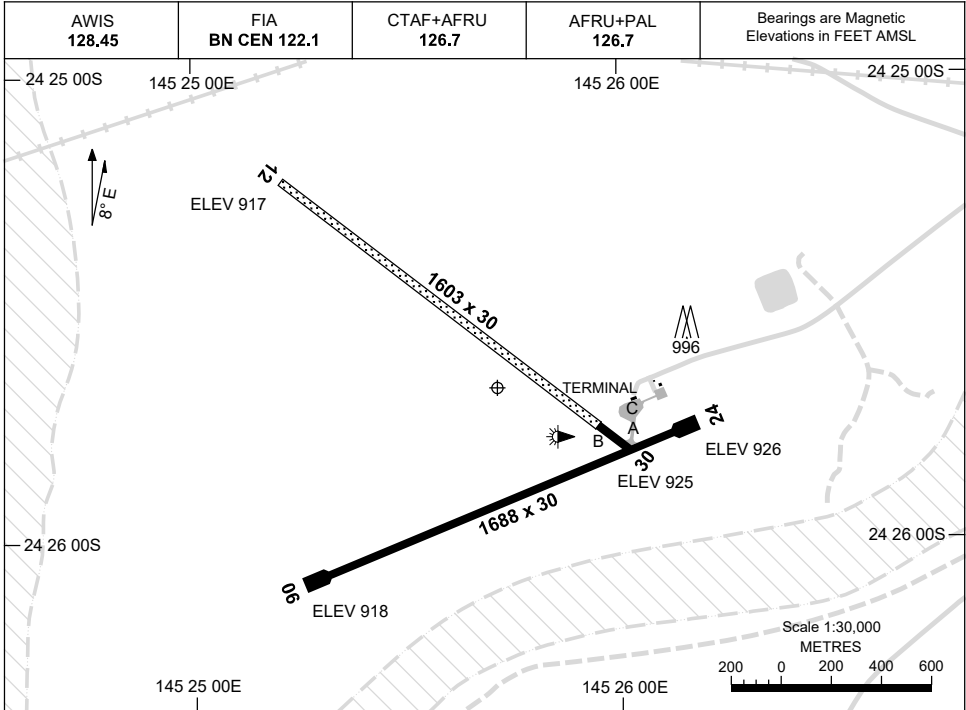 AWIS
128.45
FIA
BN CEN 122.1
CTAF+AFRU
126.7
AFRU+PAL
126.7
Bearings are Magnetic
Elevations in FEET AMSL
24 25 00S
145 25 00E
145 26 00E
24 25 00S
8° E
12
ELEV 917
1603 x 30
996
TERMINAL
C
A
B
24
30
ELEV 926
ELEV 925
1688 x 30
24 26 00S
24 26 00S
06
ELEV 918
Scale 1:30,000
METRES
200 0 200 400 600
145 25 00E
145 26 00E